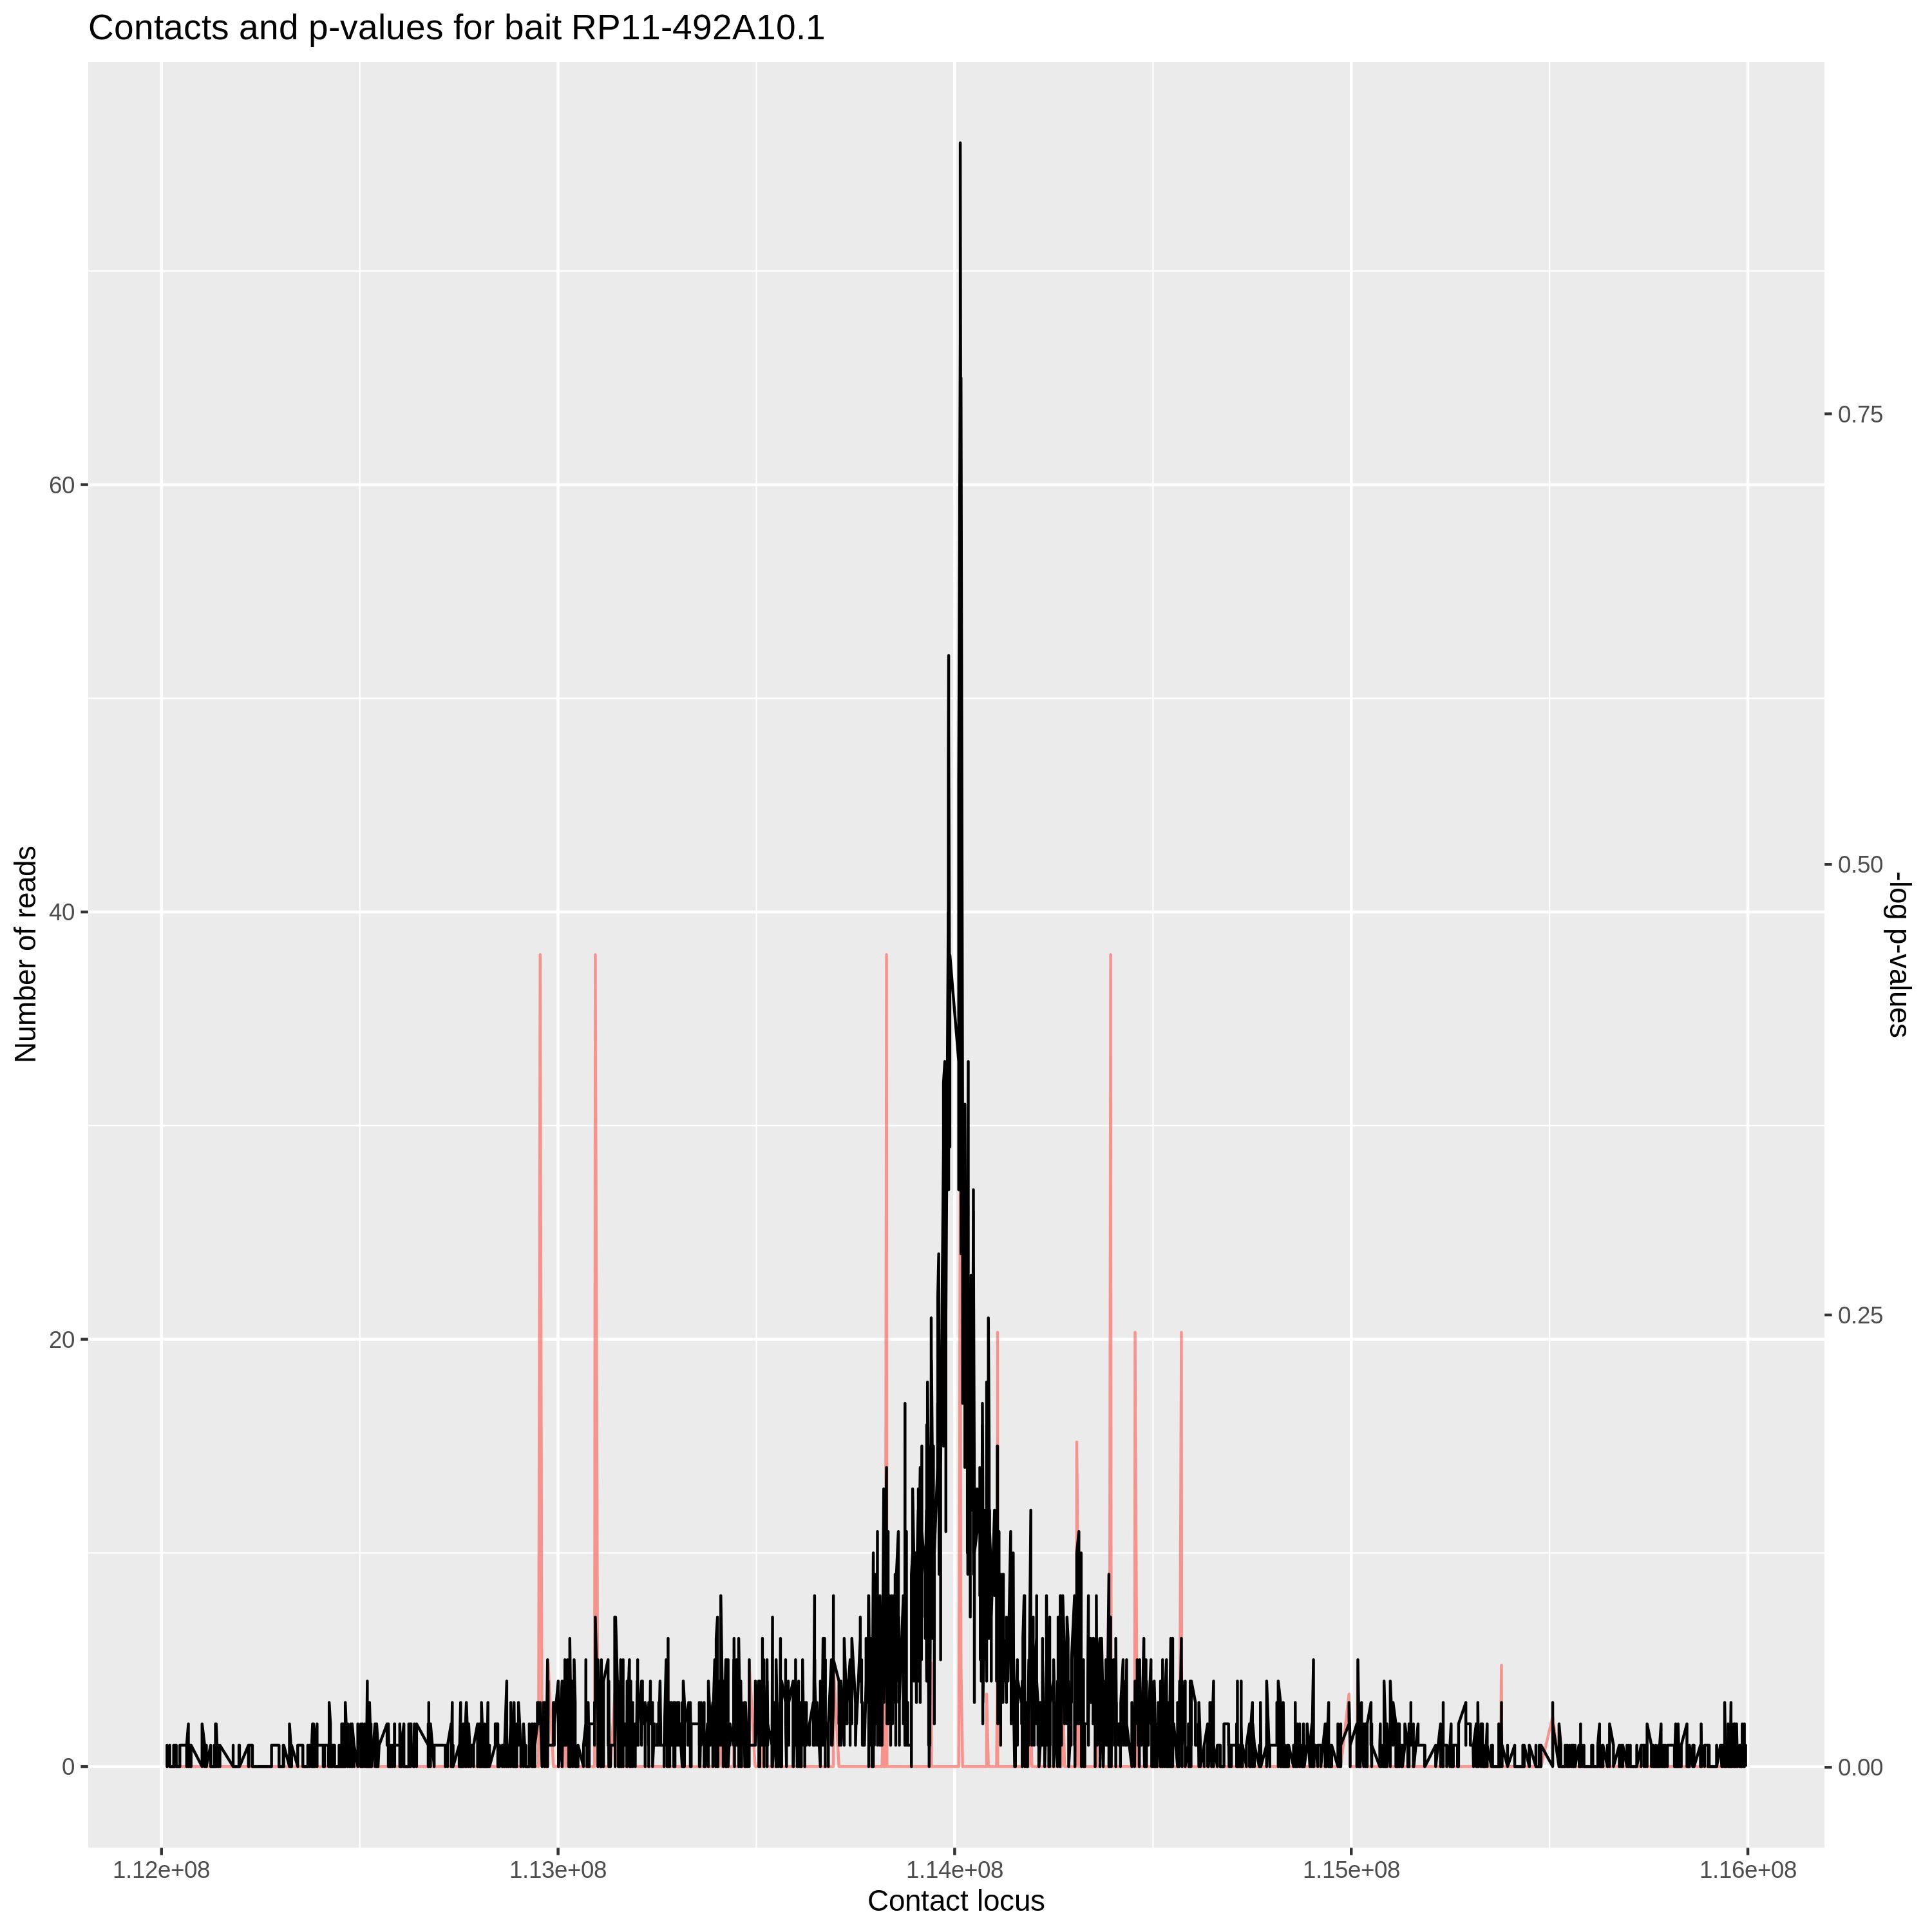 Contacts and p-values for bait RP11-492A10.1
Number of reads
60
40
20
0
0.75
0.50
0.25
0.00
-log p-values
1.12e+08
1.13e+08
1.14e+08
1.15e+08
1.16e+08
Contact locus